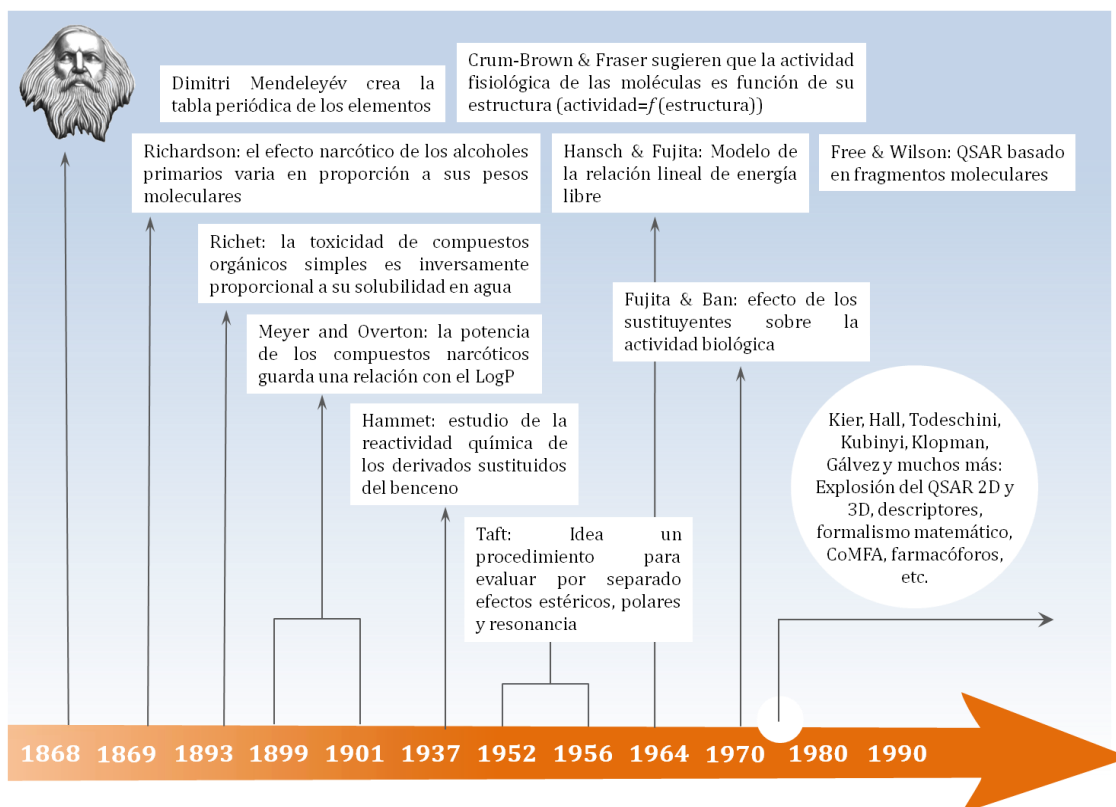 Dimitri Mendeleyév crea la
tabla periódica de los elementos
Crum-Brown & Fraser sugieren que la actividad
fisiológica de las moléculas es función de su
estructura (actividad=f(estructura))
Richardson: el efecto narcótico de los alcoholes
primarios varia en proporción a sus pesos
moleculares
Hansch & Fujita: Modelo de
la relación lineal de energía
libre
Free & Wilson: QSAR basado
en fragmentos moleculares
Richet: la toxicidad de compuestos
orgánicos simples es inversamente
proporcional a su solubilidad en agua
Fujita & Ban: efecto de los
sustituyentes sobre la
actividad biológica
Meyer and Overton: la potencia
de los compuestos narcóticos
guarda una relación con el LogP
Hammet: estudio de la
reactividad química de
los derivados sustituidos
del benceno
Kier, Hall, Todeschini,
Kubinyi, Klopman,
Gálvez y muchos más:
Explosión del QSAR 2D y
3D, descriptores,
formalismo matemático,
CoMFA, farmacóforos,
etc.
Taft: Idea un
procedimiento para
evaluar por separado
efectos estéricos, polares
y resonancia
1868 1869 1893 1899 1901 1937 1952 1956 1964 1970 1980 1990